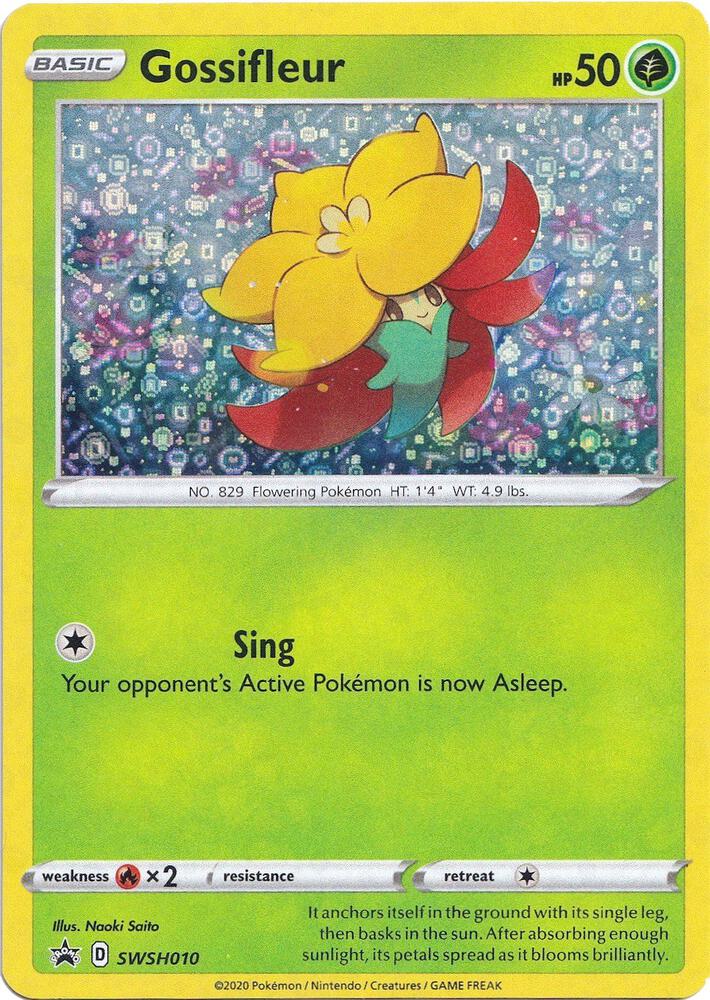 BASIC Gossifleur HP 50
NO. 829 Flowering Pokémon HT: 1'4" WT: 4.9 lbs.
Sing
Your opponent's Active Pokémon is now Asleep.
weakness ×2 resistance retreat
Illus. Naoki Saito
It anchors itself in the ground with its single leg,
then basks in the sun. After absorbing enough
sunlight, its petals spread as it blooms brilliantly.
PROMO D SWSH010
©2020 Pokémon / Nintendo / Creatures / GAME FREAK